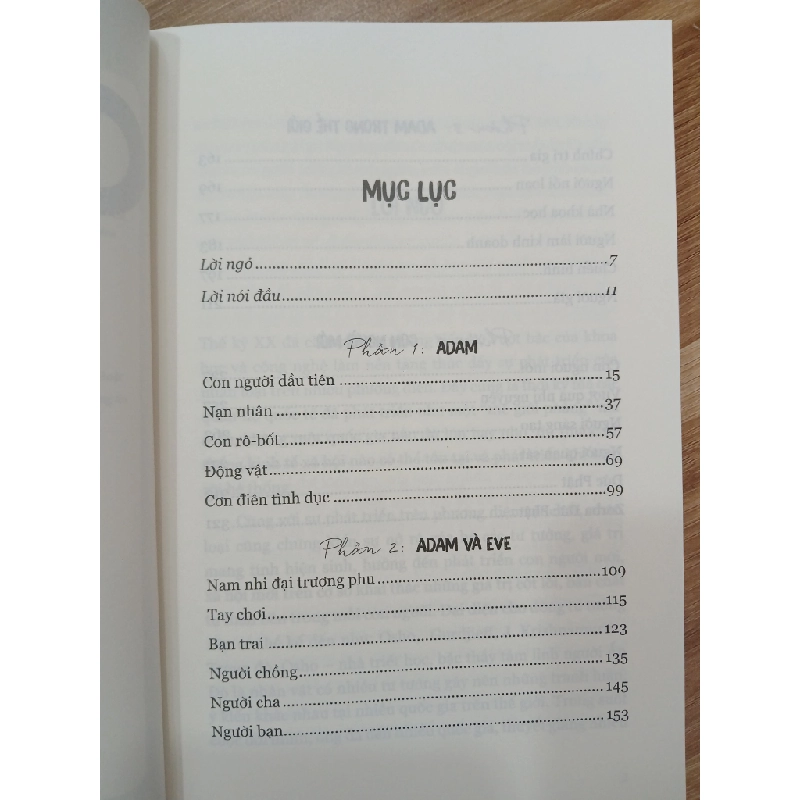 MỤC LỤC
Lời ngỏ 7
Lời nói đầu 11
Phần 1: ADAM
Con người đầu tiên 15
Nạn nhân 37
Con rô-bốt 57
Động vật 69
Cơn điên tình dục 99
Phần 2: ADAM VÀ EVE
Nam nhi đại trượng phu 109
Tay chơi 115
Bạn trai 123
Người chồng 135
Người cha 145
Người bạn 153